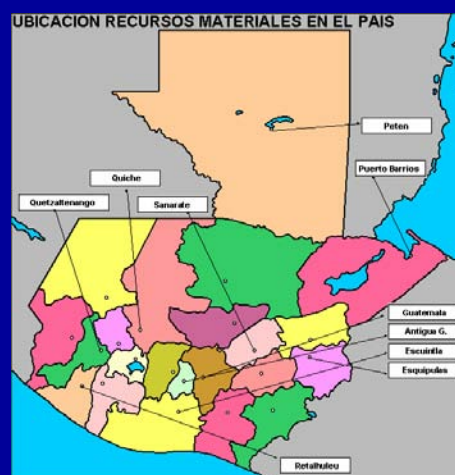 UBICACION RECURSOS MATERIALES EN EL PAIS
Peten
Puerto Barrios
Quiche
Sanarate
Quetzaltenango
Guatemala
Antigua G.
Escuintla
Esquipulas
Retalhuleu